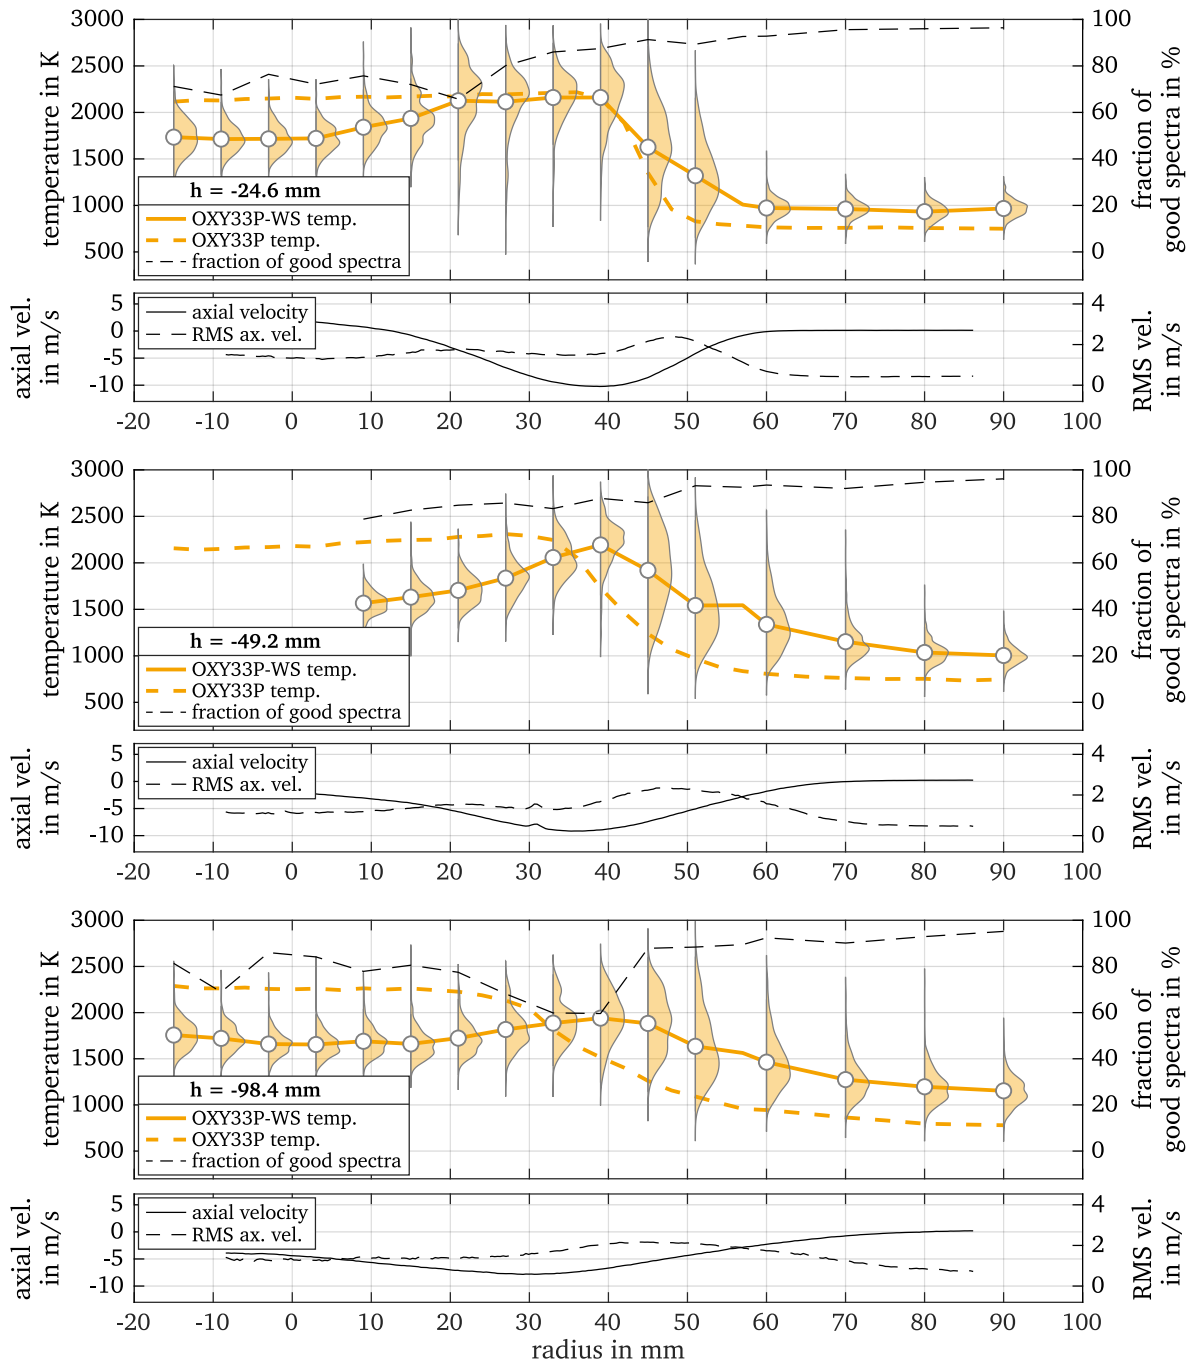 3000
2500
2000
1500
1000
500
temperature in K
100
80
60
40
20
0
fraction of
good spectra in %
h = -24.6 mm
OXY33P-WS temp.
OXY33P temp.
fraction of good spectra
5
0
-5
-10
axial vel.
in m/s
axial velocity
RMS ax. vel.
4
2
0
RMS vel.
in m/s
-20 -10 0 10 20 30 40 50 60 70 80 90 100
3000
2500
2000
1500
1000
500
temperature in K
100
80
60
40
20
0
fraction of
good spectra in %
h = -49.2 mm
OXY33P-WS temp.
OXY33P temp.
fraction of good spectra
5
0
-5
-10
axial vel.
in m/s
axial velocity
RMS ax. vel.
4
2
0
RMS vel.
in m/s
-20 -10 0 10 20 30 40 50 60 70 80 90 100
3000
2500
2000
1500
1000
500
temperature in K
100
80
60
40
20
0
fraction of
good spectra in %
h = -98.4 mm
OXY33P-WS temp.
OXY33P temp.
fraction of good spectra
5
0
-5
-10
axial vel.
in m/s
axial velocity
RMS ax. vel.
4
2
0
RMS vel.
in m/s
-20 -10 0 10 20 30 40 50 60 70 80 90 100
radius in mm